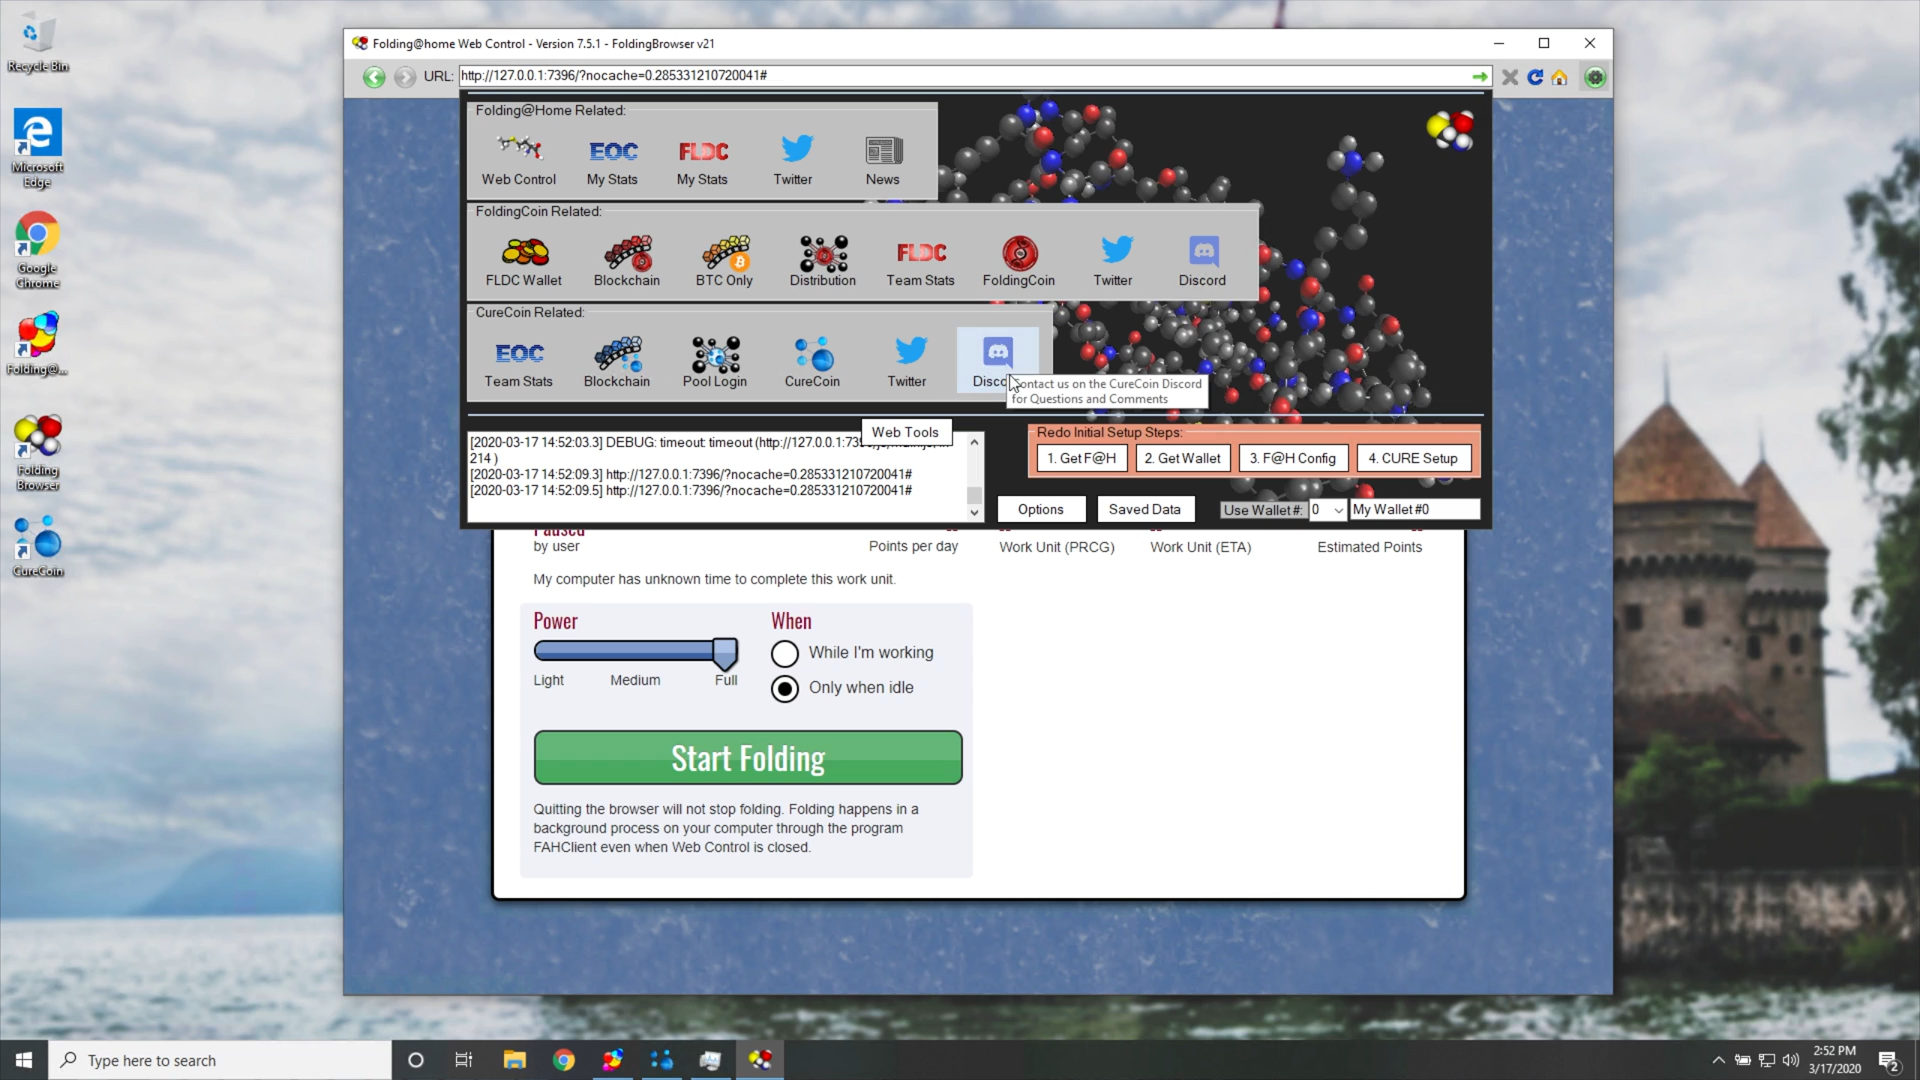 Recycle Bin
Microsoft
Edge
Google
Chrome
Folding@...
Folding
Browser
CureCoin
Folding@home Web Control - Version 7.5.1 - FoldingBrowser v21
URL: http://127.0.0.1:7396/?nocache=0.285331210720041#
Folding@Home Related:
EOC FLDC
Web Control My Stats My Stats Twitter News
FoldingCoin Related:
FLDC
FLDC Wallet Blockchain BTC Only Distribution Team Stats FoldingCoin Twitter Discord
CureCoin Related:
EOC
Team Stats Blockchain Pool Login CureCoin Twitter
Contact us on the CureCoin Discord
for Questions and Comments
Web Tools
[2020-03-17 14:52:03.3] DEBUG: timeout: timeout (http://127.0.0.1:
214 )
[2020-03-17 14:52:09.3] http://127.0.0.1:7396/?nocache=0.285331210720041#
[2020-03-17 14:52:09.5] http://127.0.0.1:7396/?nocache=0.285331210720041#
Redo Initial Setup Steps:
1. Get F@H 2. Get Wallet 3. F@H Config 4. CURE Setup
Options Saved Data Use Wallet #: 0 My Wallet #0
Paused
by user Points per day Work Unit (PRCG) Work Unit (ETA) Estimated Points
My computer has unknown time to complete this work unit.
Power When
While I'm working
Light Medium Full
Only when idle
Start Folding
Quitting the browser will not stop folding. Folding happens in a
background process on your computer through the program
FAHClient even when Web Control is closed.
Type here to search
2:52 PM
3/17/2020
2